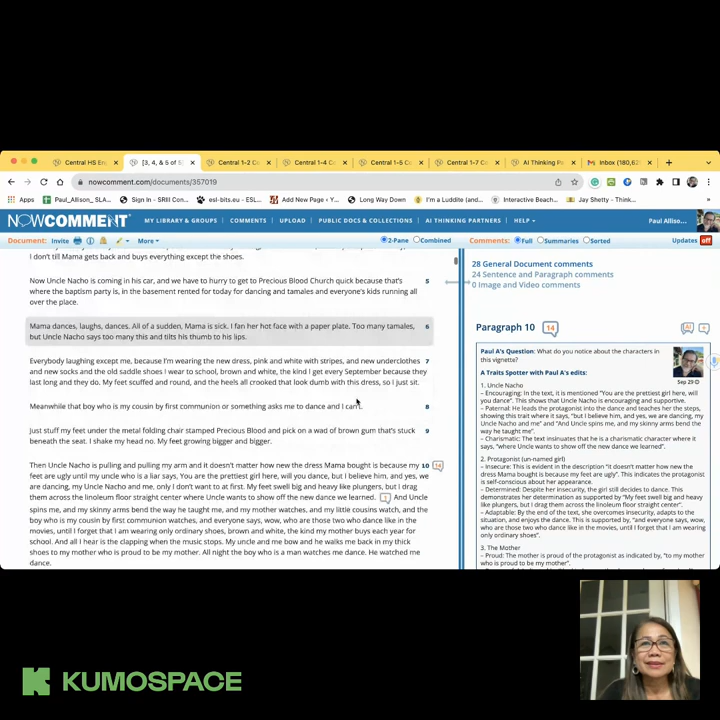 Central HS En
[3, 4, & 5 of 5]
Central 1-2 C
Central 1-4 C
Central 1–5 C
Central 1-7 C
AI Thinking P
Inbox (180,62
nowcomment.com/documents/357019
Apps
Paul_Allison_ SLA...
Sign In - SRIII Con...
esl-bits.eu - ESL...
Add New Page ‹ Y...
Long Way Down
I'm a Luddite (and...
Interactive Beach...
Jay Shetty - Think...
NOWCOMMENT
MY LIBRARY & GROUPS
COMMENTS
UPLOAD
PUBLIC DOCS & COLLECTIONS
AI THINKING PARTNERS
HELP
Paul Alliso...
Document: Invite
More
2-Pane
Combined
Comments:
Full
Summaries
Sorted
Updates off
I don't till Mama gets back and buys everything except the shoes.
Now Uncle Nacho is coming in his car, and we have to hurry to get to Precious Blood Church quick because that's 5
where the baptism party is, in the basement rented for today for dancing and tamales and everyone's kids running all
over the place.
Mama dances, laughs, dances. All of a sudden, Mama is sick. I fan her hot face with a paper plate. Too many tamales, 6
but Uncle Nacho says too many this and tilts his thumb to his lips.
Everybody laughing except me, because I'm wearing the new dress, pink and white with stripes, and new underclothes 7
and new socks and the old saddle shoes I wear to school, brown and white, the kind I get every September because they
last long and they do. My feet scuffed and round, and the heels all crooked that look dumb with this dress, so I just sit.
Meanwhile that boy who is my cousin by first communion or something asks me to dance and I can't. 8
Just stuff my feet under the metal folding chair stamped Precious Blood and pick on a wad of brown gum that's stuck 9
beneath the seat. I shake my head no. My feet growing bigger and bigger.
Then Uncle Nacho is pulling and pulling my arm and it doesn't matter how new the dress Mama bought is because my 10 14
feet are ugly until my uncle who is a liar says, You are the prettiest girl here, will you dance, but I believe him, and yes, we
are dancing, my Uncle Nacho and me, only I don't want to at first. My feet swell big and heavy like plungers, but I drag
them across the linoleum floor straight center where Uncle wants to show off the new dance we learned. 1 And Uncle
spins me, and my skinny arms bend the way he taught me, and my mother watches, and my little cousins watch, and the
boy who is my cousin by first communion watches, and everyone says, wow, who are those two who dance like in the
movies, until I forget that I am wearing only ordinary shoes, brown and white, the kind my mother buys each year for
school. And all I hear is the clapping when the music stops. My uncle and me bow and he walks me back in my thick
shoes to my mother who is proud to be my mother. All night the boy who is a man watches me dance. He watched me
dance.
28 General Document comments
24 Sentence and Paragraph comments
0 Image and Video comments
Paragraph 10 14
Paul A's Question: What do you notice about the characters in
this vignette?
A Traits Spotter with Paul A's edits:
Sep 29
1. Uncle Nacho
– Encouraging: In the text, it is mentioned "You are the prettiest girl here, will
you dance". This shows that Uncle Nacho is encouraging and supportive.
– Paternal: He leads the protagonist into the dance and teaches her the steps,
showing this trait where it says, "but I believe him, and yes, we are dancing, my
Uncle Nacho and me" and "And Uncle spins me, and my skinny arms bend the
way he taught me".
– Charismatic: The text insinuates that he is a charismatic character where it
says, "where Uncle wants to show off the new dance we learned".
2. Protagonist (un-named girl)
– Insecure: This is evident in the description "it doesn't matter how new the
dress Mama bought is because my feet are ugly". This indicates the protagonist
is self-conscious about her appearance.
– Determined: Despite her insecurity, the girl still decides to dance. This
demonstrates her determination as supported by "My feet swell big and heavy
like plungers, but I drag them across the linoleum floor straight center".
– Adaptable: By the end of the text, she overcomes insecurity, adapts to the
situation, and enjoys the dance. This is supported by, "and everyone says, wow,
who are those two who dance like in the movies, until I forget that I am wearing
only ordinary shoes".
3. The Mother
– Proud: The mother is proud of the protagonist as indicated by, "to my mother
who is proud to be my mother".
KUMOSPACE